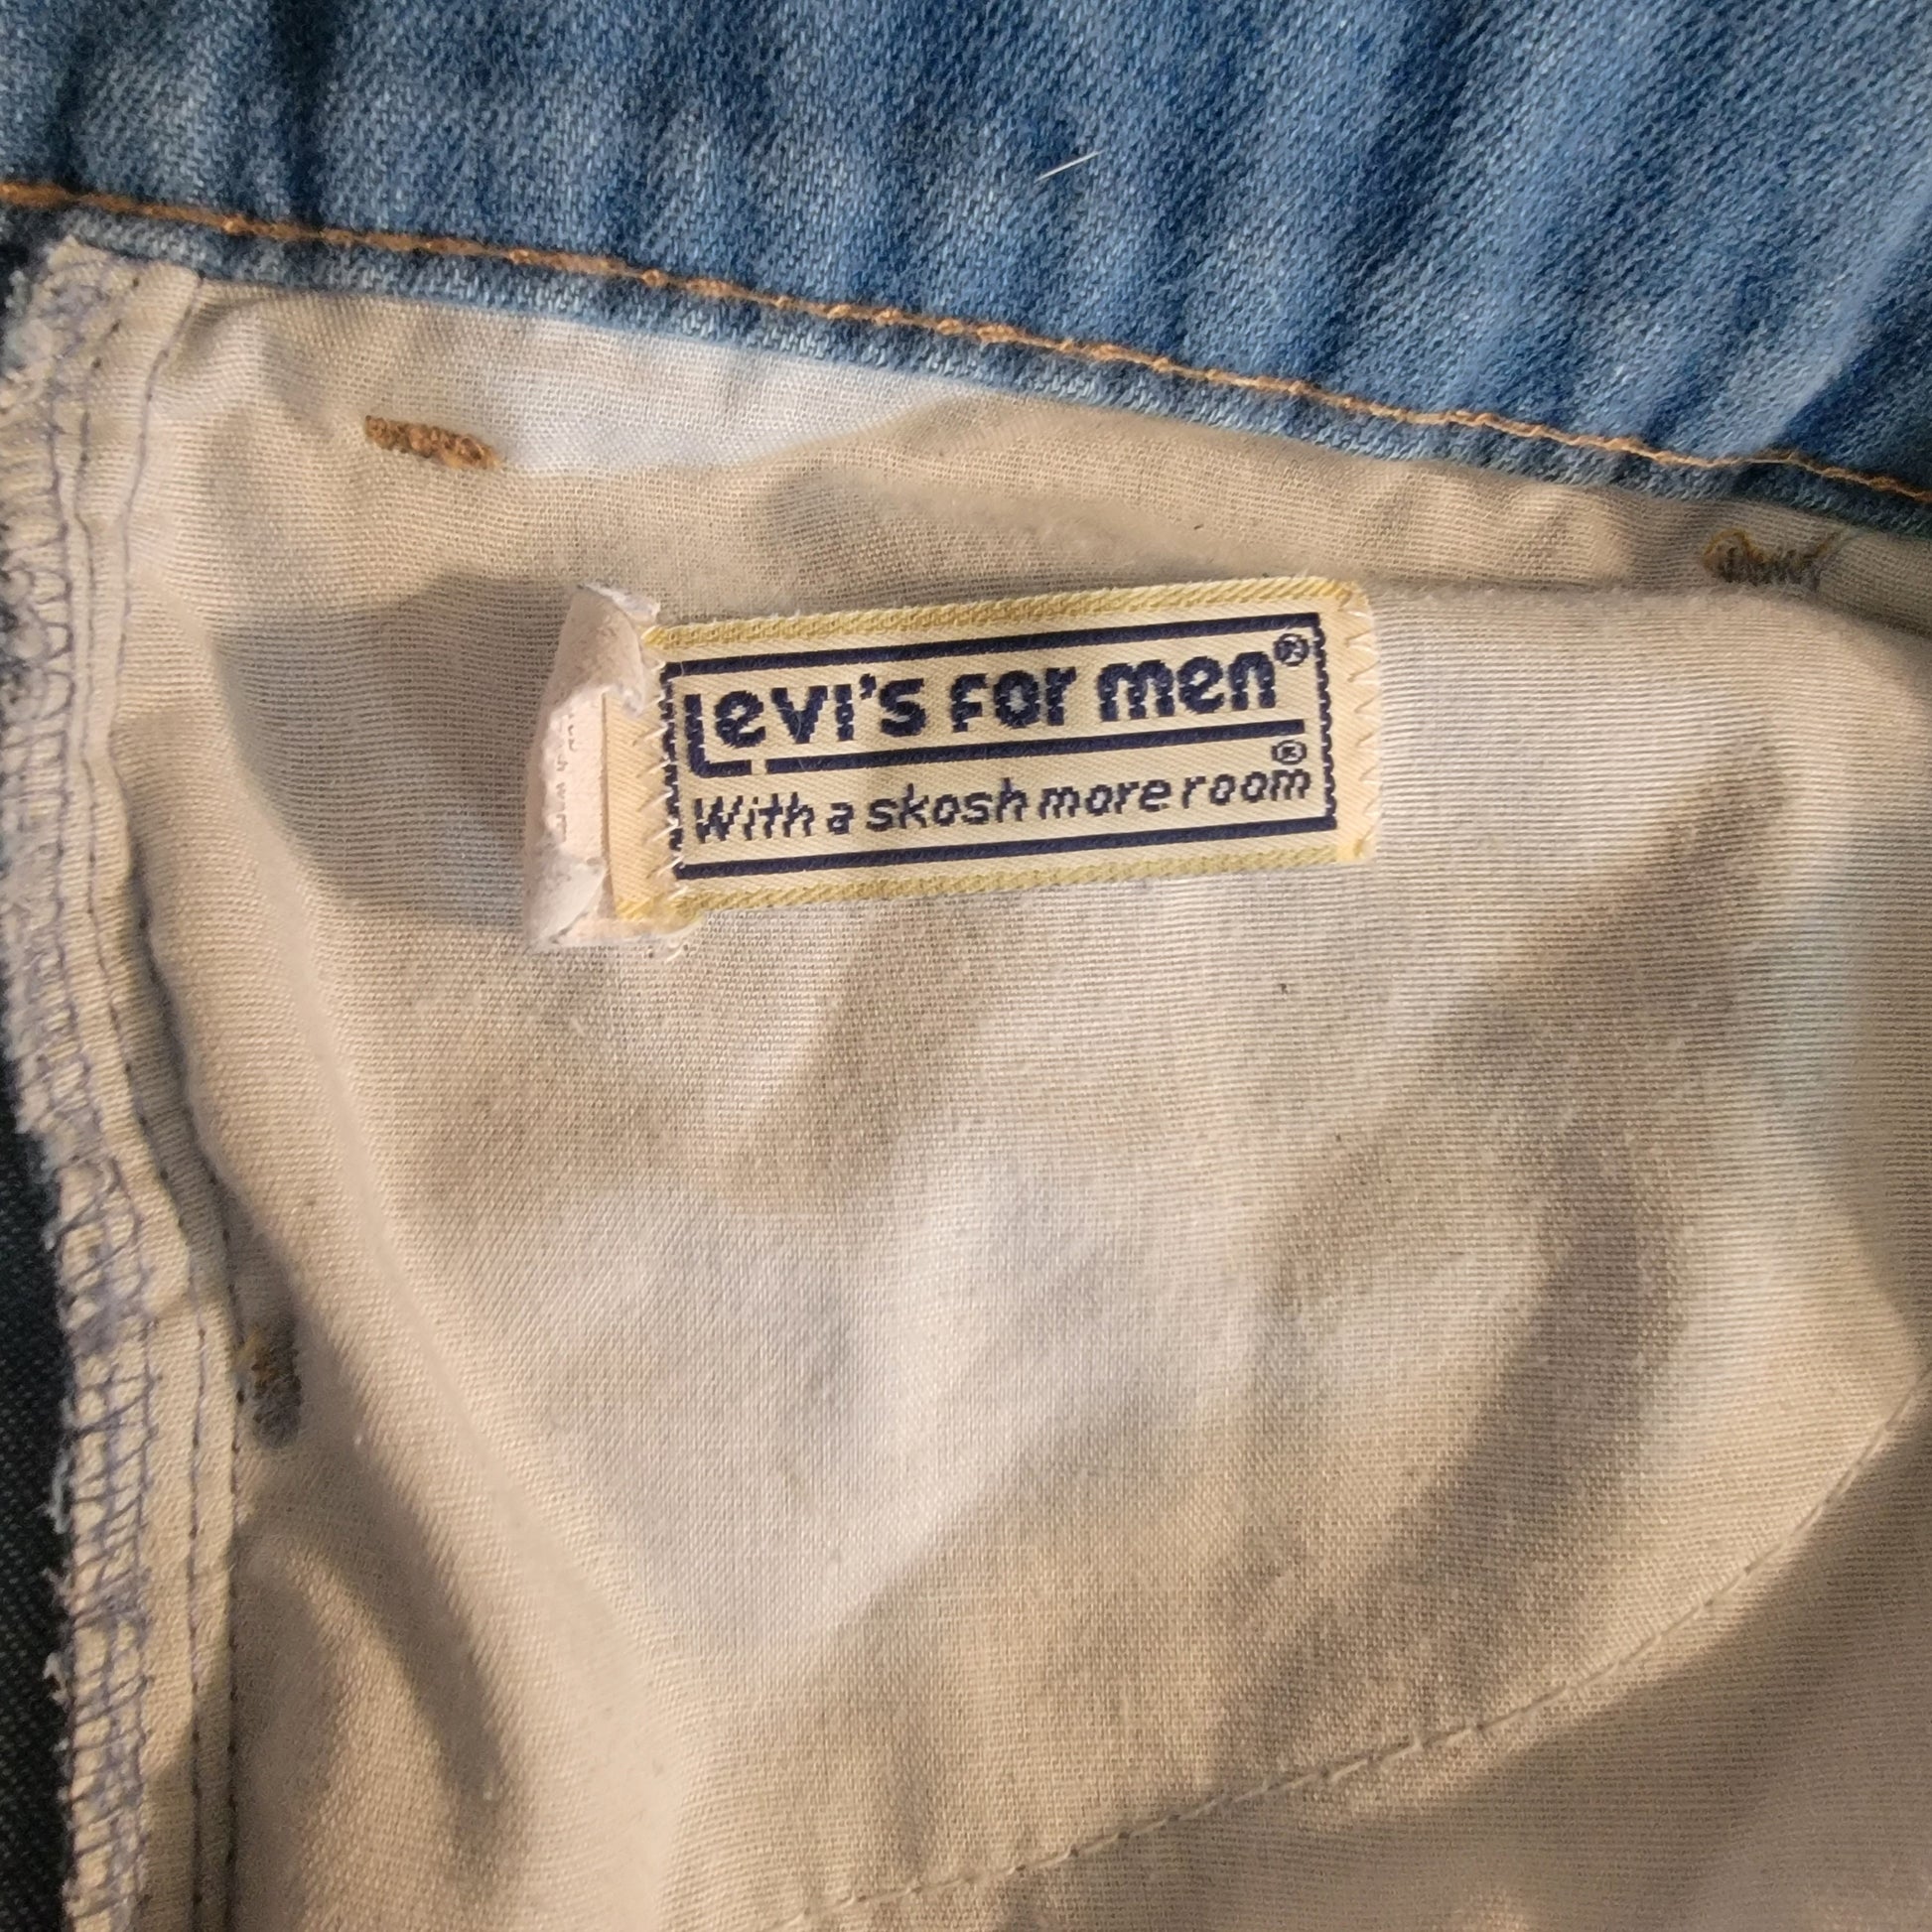 Levi's for men®
With a skosh more room®